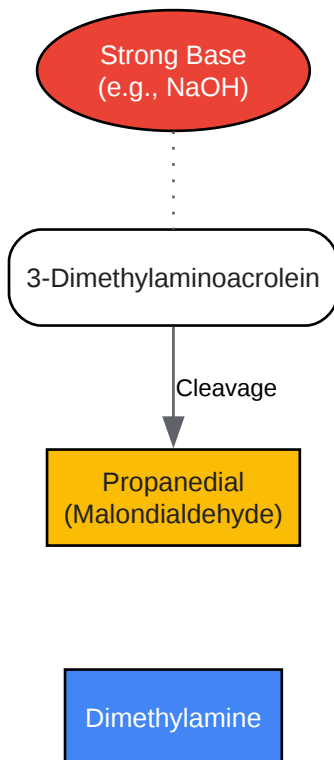 Strong Base
(e.g., NaOH)
3-Dimethylaminoacrolein
Cleavage
Propanedial
(Malondialdehyde)
Dimethylamine